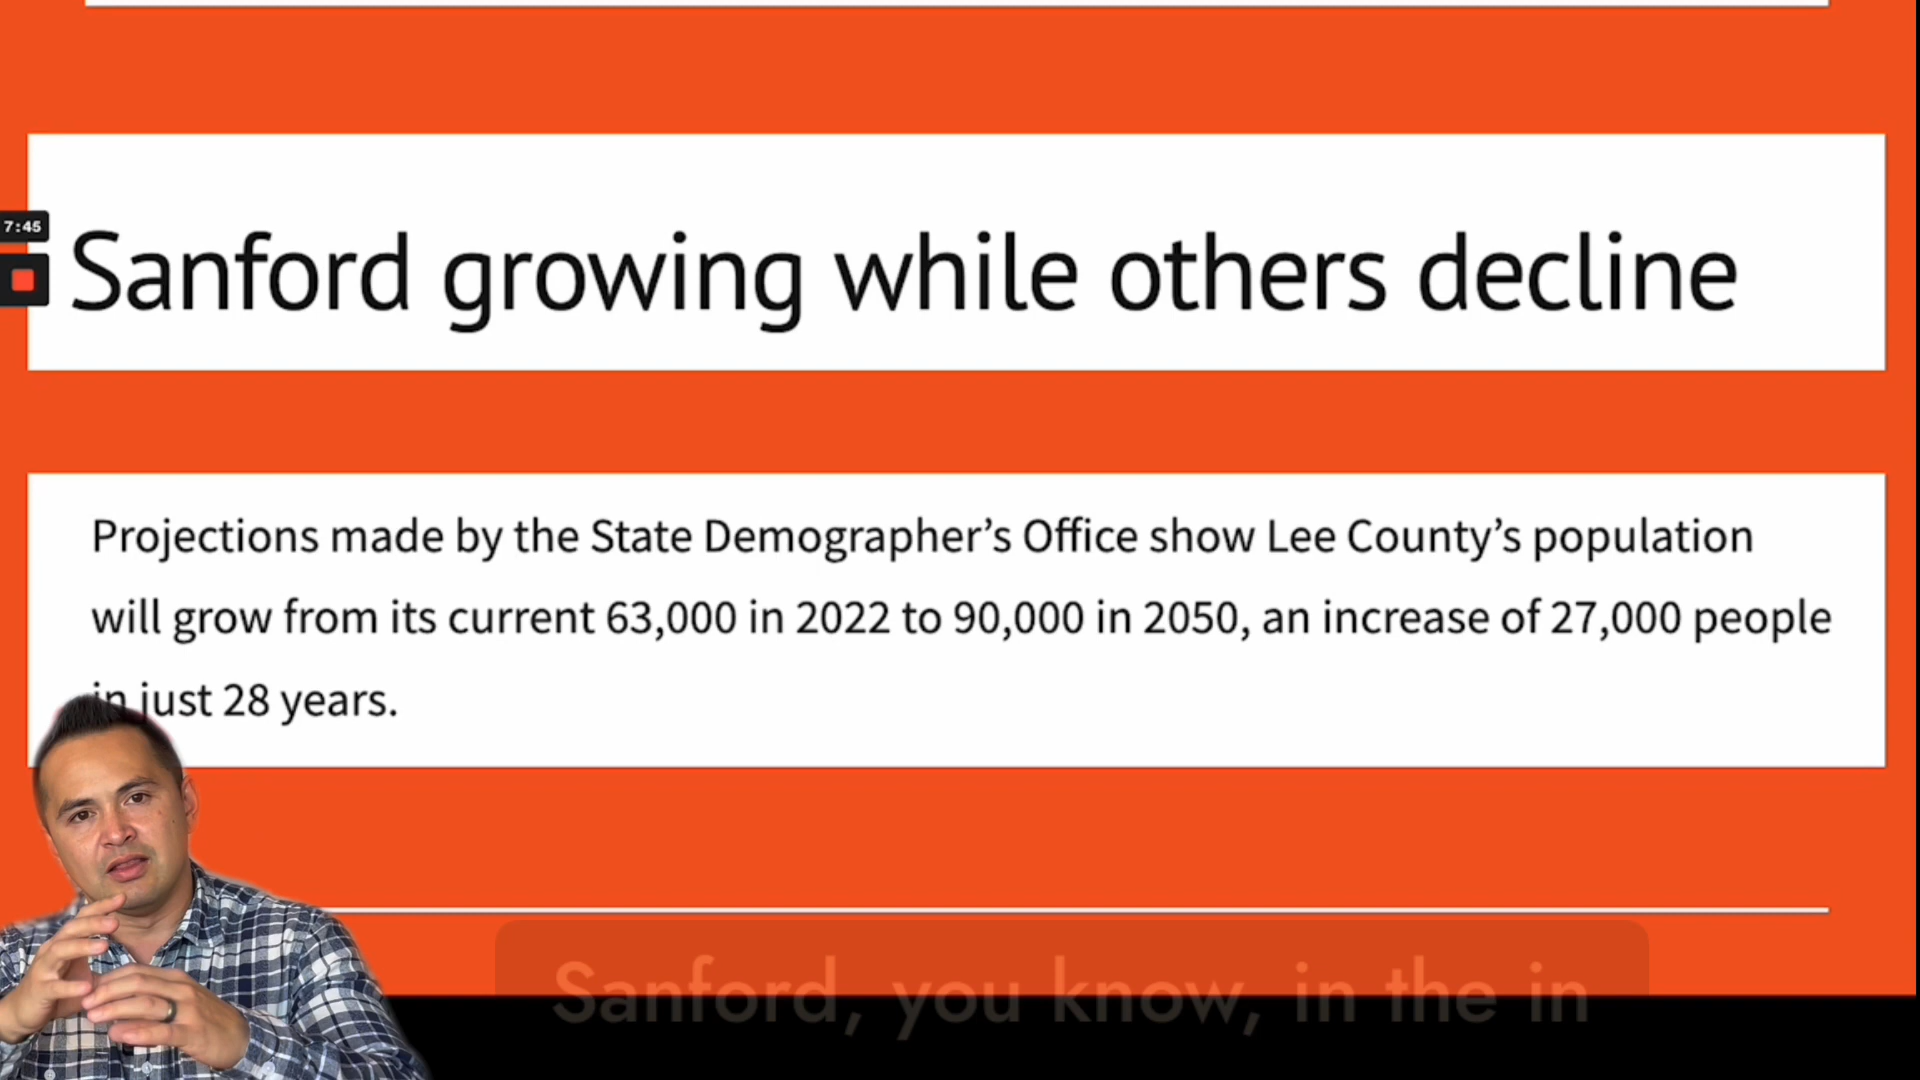 7:45
Sanford growing while others decline
Projections made by the State Demographer’s Office show Lee County’s population
will grow from its current 63,000 in 2022 to 90,000 in 2050, an increase of 27,000 people
in just 28 years.
Sanford, you know, in the in